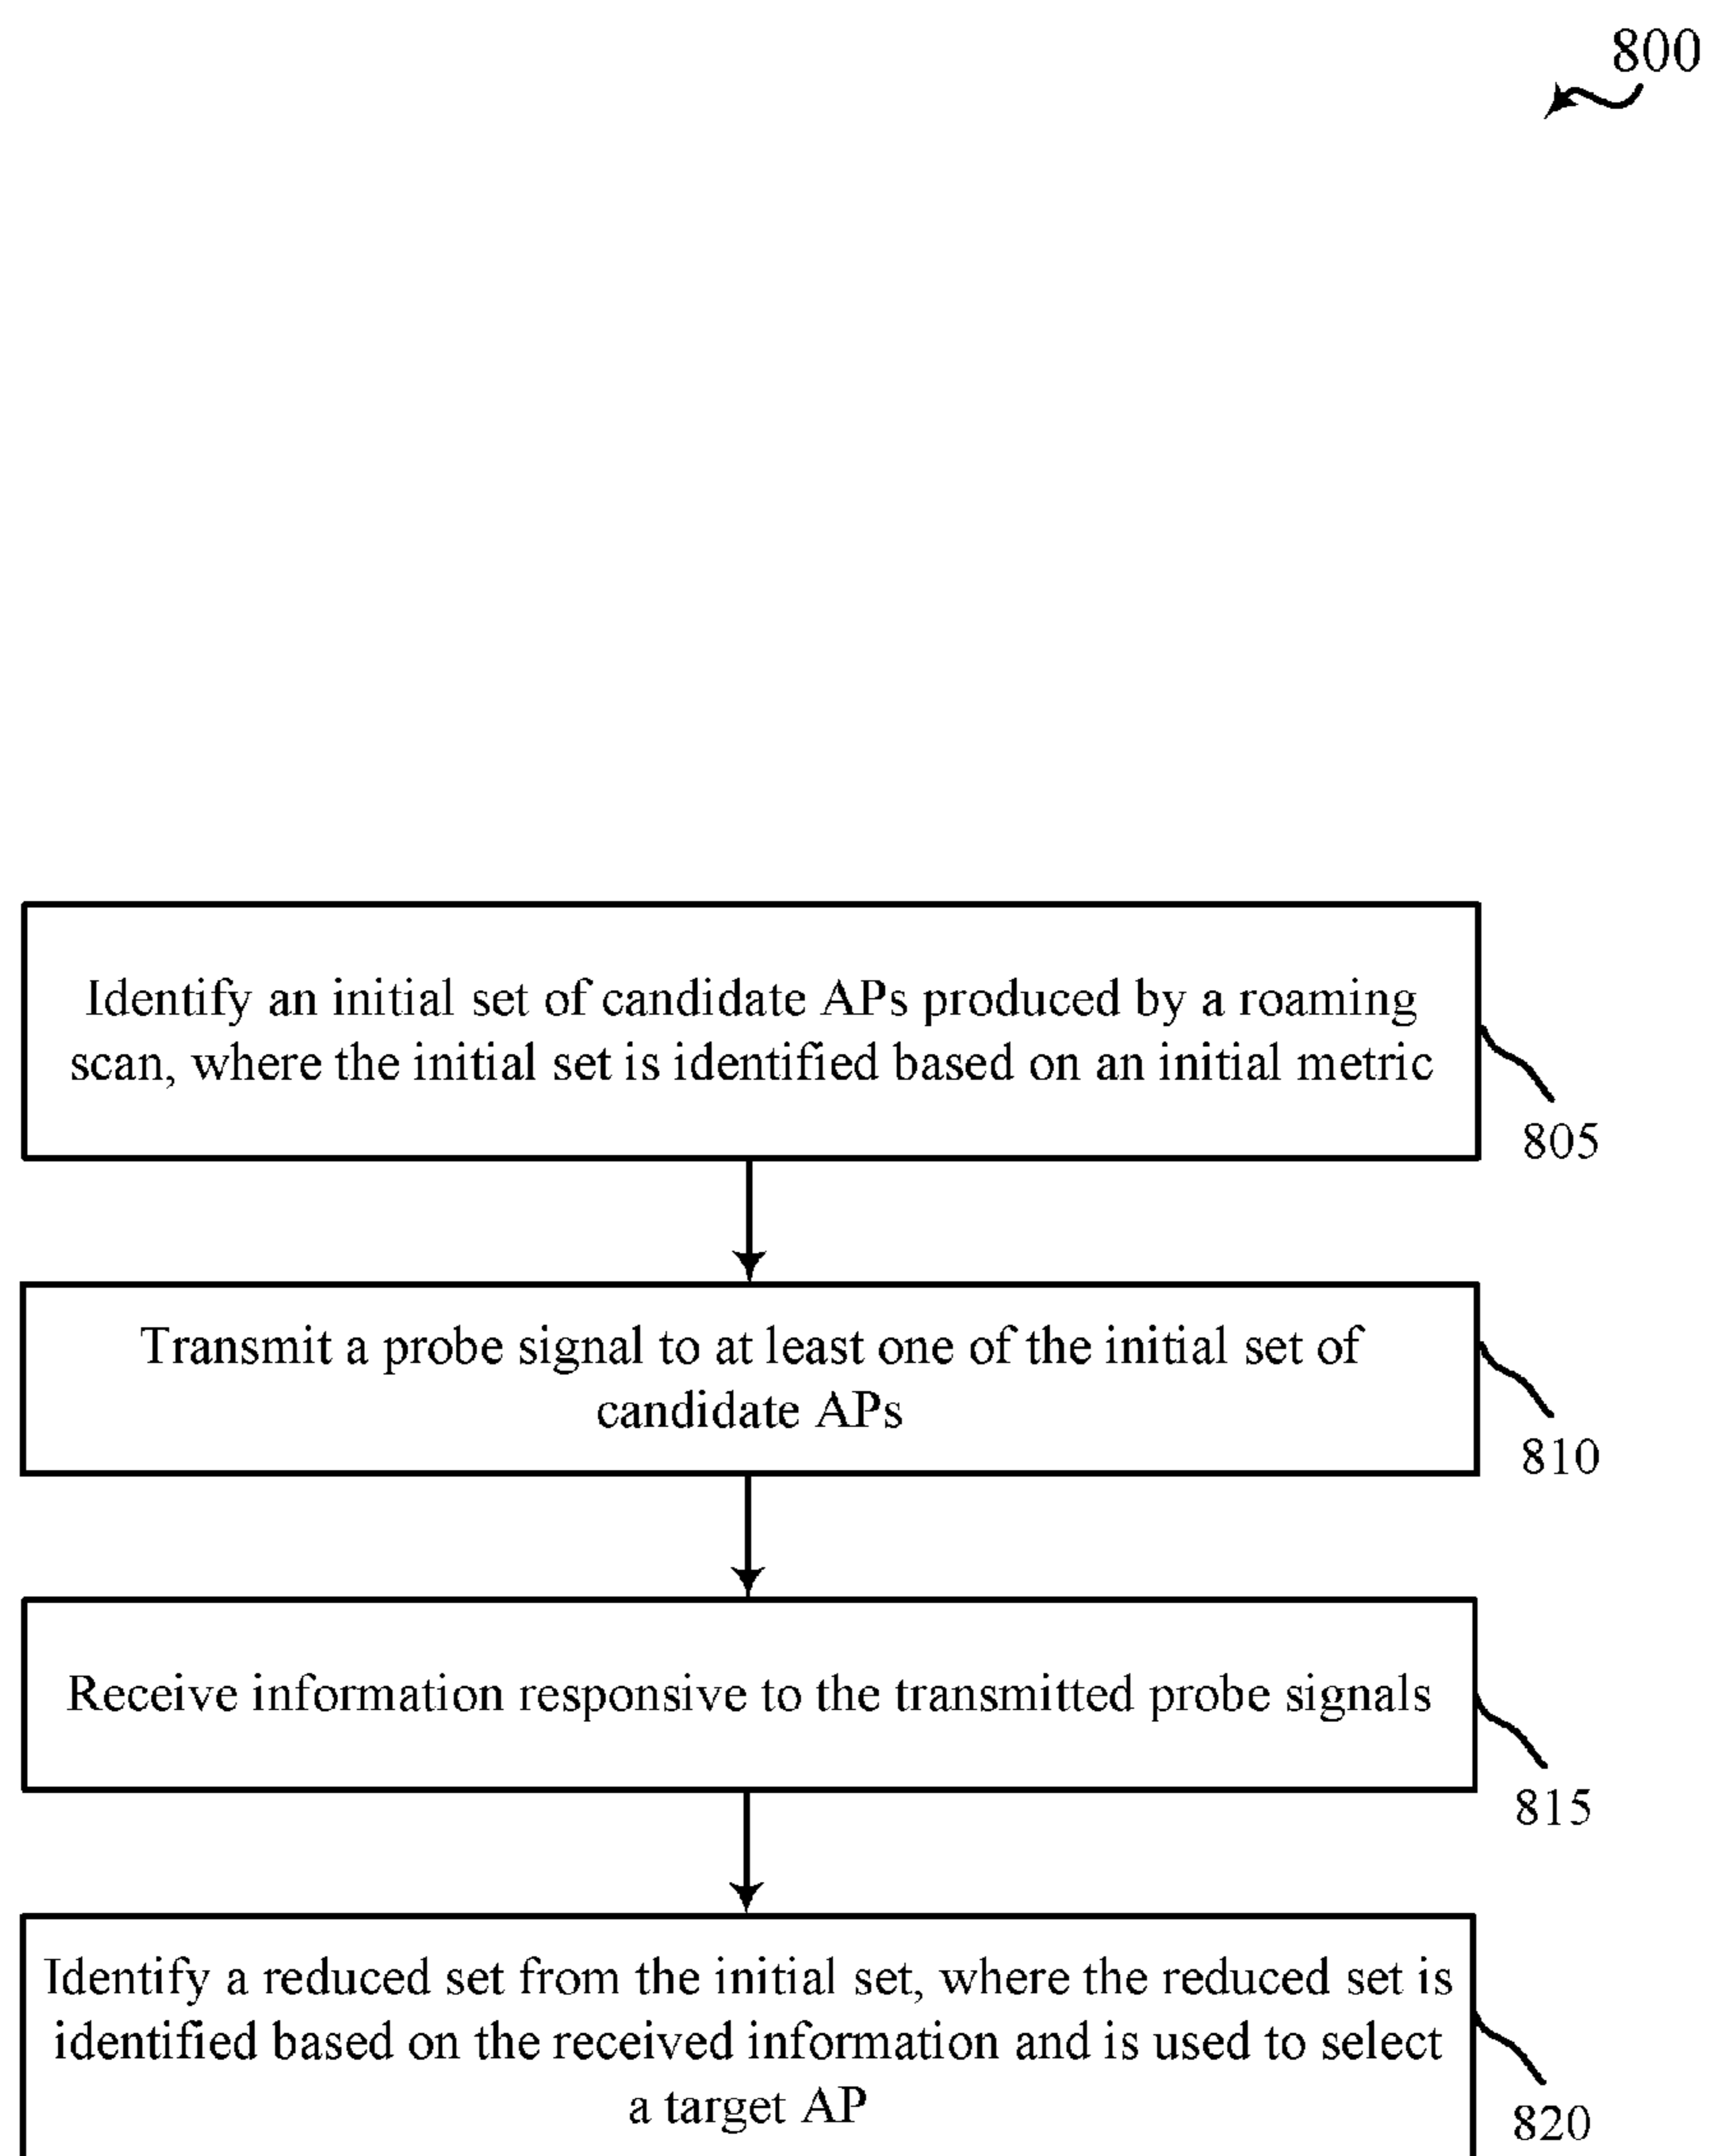 800
Identify an initial set of candidate APs produced by a roaming
scan, where the initial set is identified based on an initial metric
805
Transmit a probe signal to at least one of the initial set of
candidate APs
810
Receive information responsive to the transmitted probe signals
815
Identify a reduced set from the initial set, where the reduced set is
identified based on the received information and is used to select
a target AP
820